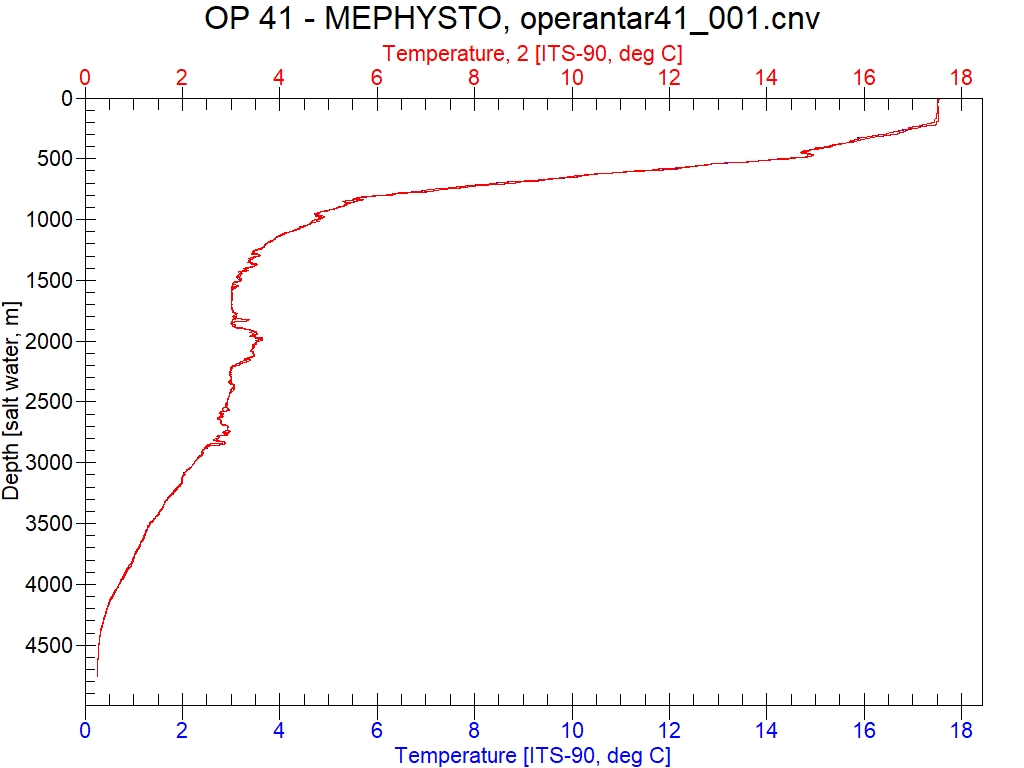 OP 41 - MEPHYSTO, operantar41_001.cnv
Temperature, 2 [ITS-90, deg C]
0 2 4 6 8 10 12 14 16 18
0
500
1000
1500
2000
2500
3000
3500
4000
4500
Depth [salt water, m]
0 2 4 6 8 10 12 14 16 18
Temperature [ITS-90, deg C]